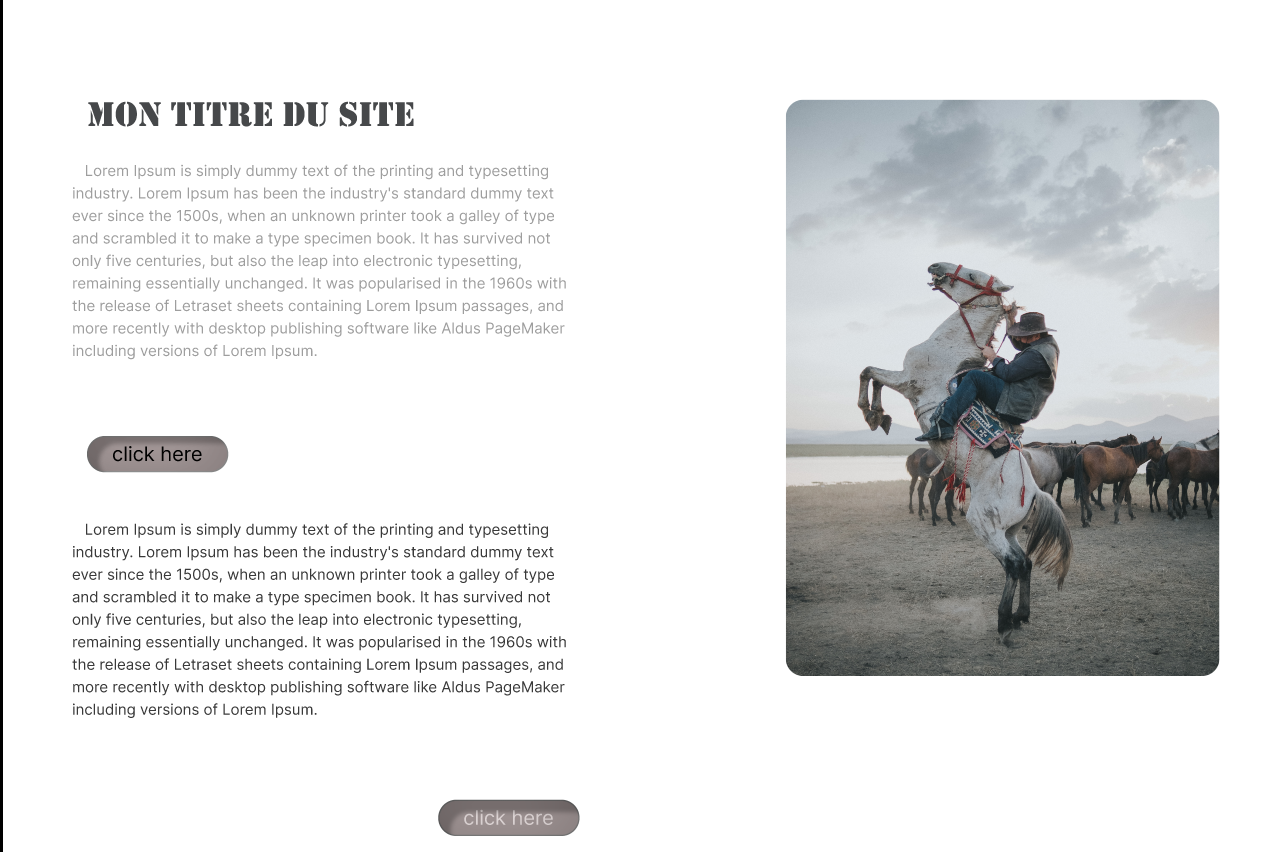 MON TITRE DU SITE
Lorem Ipsum is simply dummy text of the printing and typesetting
industry. Lorem Ipsum has been the industry's standard dummy text
ever since the 1500s, when an unknown printer took a galley of type
and scrambled it to make a type specimen book. It has survived not
only five centuries, but also the leap into electronic typesetting,
remaining essentially unchanged. It was popularised in the 1960s with
the release of Letraset sheets containing Lorem Ipsum passages, and
more recently with desktop publishing software like Aldus PageMaker
including versions of Lorem Ipsum.
click here
Lorem Ipsum is simply dummy text of the printing and typesetting
industry. Lorem Ipsum has been the industry's standard dummy text
ever since the 1500s, when an unknown printer took a galley of type
and scrambled it to make a type specimen book. It has survived not
only five centuries, but also the leap into electronic typesetting,
remaining essentially unchanged. It was popularised in the 1960s with
the release of Letraset sheets containing Lorem Ipsum passages, and
more recently with desktop publishing software like Aldus PageMaker
including versions of Lorem Ipsum.
click here